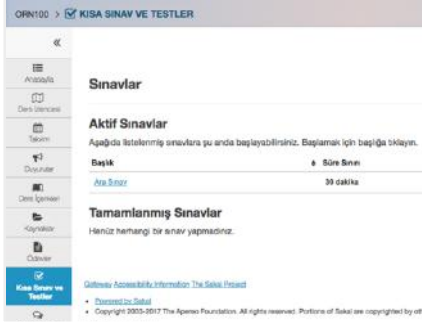 ORN100 > KISA SINAV VE TESTLER
«
Anasayfa
Ders İzlencesi
Takvim
Duyurular
Ders İçerikleri
Kaynaklar
Ödevler
Kısa Sınav ve
Testler
Sınavlar
Aktif Sınavlar
Aşağıda listelenmiş sınavlara şu anda başlayabilirsiniz. Başlamak için başlığa tıklayın.
Başlık
Süre Sınırı
Ara Sınav
30 dakika
Tamamlanmış Sınavlar
Henüz herhangi bir sınav yapmadınız.
Gateway Accessibility Information The Sakai Project
• Powered by Sakai
• Copyright 2003-2017 The Apereo Foundation. All rights reserved. Portions of Sakai are copyrighted by